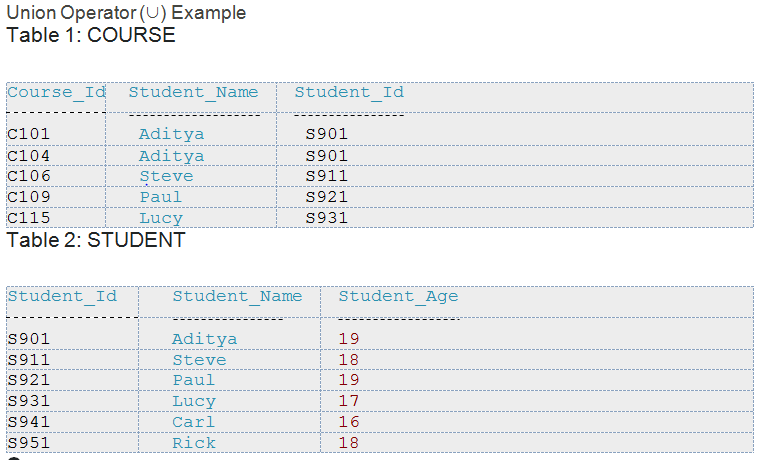 Union Operator (∪) Example
Table 1: COURSE
Course_Id Student_Name Student_Id
--------- ------------ ----------
C101 Aditya S901
C104 Aditya S901
C106 Steve S911
C109 Paul S921
C115 Lucy S931
Table 2: STUDENT
Student_Id Student_Name Student_Age
---------- ------------ -----------
S901 Aditya 19
S911 Steve 18
S921 Paul 19
S931 Lucy 17
S941 Carl 16
S951 Rick 18